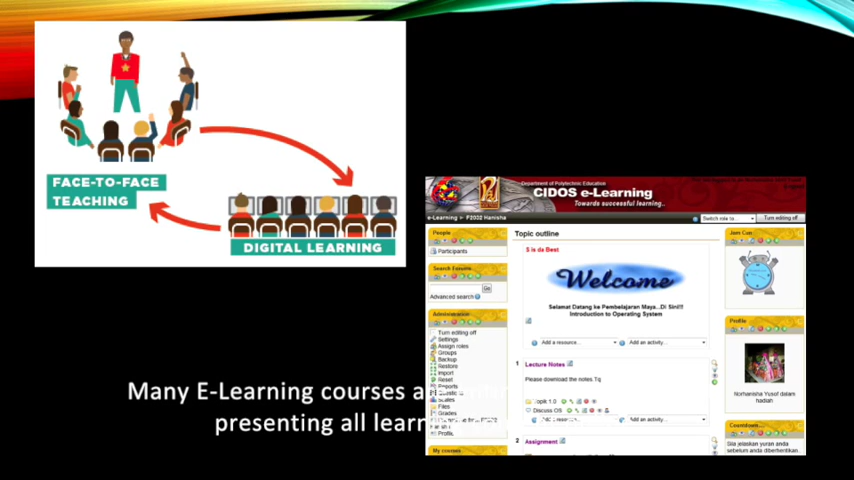 FACE-TO-FACE
TEACHING
DIGITAL LEARNING
Department of Polytechnic Education
CIDOS e-Learning
Towards successful learning..
e-Learning ► F2002 Hanisha
Switch role to...
Turn editing off
People
Participants
Search Forums
Go
Advanced search
Administration
Turn editing off
Settings
Assign roles
Groups
Backup
Restore
Import
Reset
Reports
Files
Grades
My courses
Topic outline
S is da Best
Welcome
Selamat Datang ke Pembelajaran Maya...Di Sini!!!
Introduction to Operating System
Add a resource...
Add an activity...
1 Lecture Notes
Please download the notes.Tq
Topik 1.0
Discuss OS
Add an activity...
2 Assignment
Jam Cun
Profile
Norhanisha Yusof dalam
hadiah
Countdown...
Sila jelaskan yuran anda
sebelum anda diberhentikan.
Many E-Learning courses
presenting all